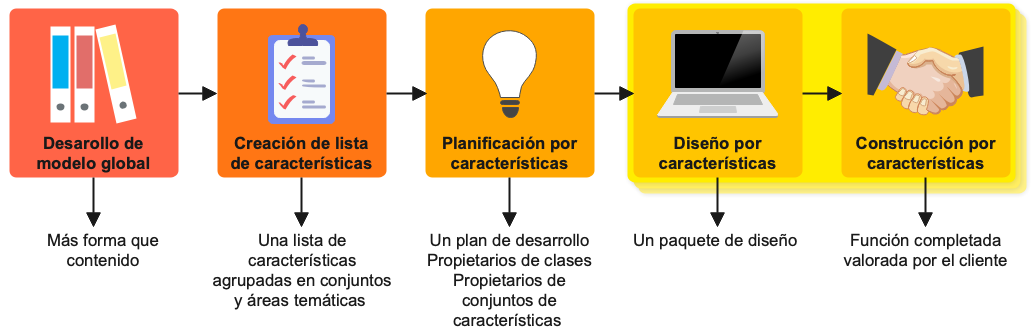 Desarollo de
modelo global
Creación de lista
de características
Planificación por
características
Diseño por
características
Construcción por
características
Más forma que
contenido
Una lista de
características
agrupadas en conjuntos
y áreas temáticas
Un plan de desarrollo
Propietarios de clases
Propietarios de
conjuntos de
características
Un paquete de diseño
Función completada
valorada por el cliente